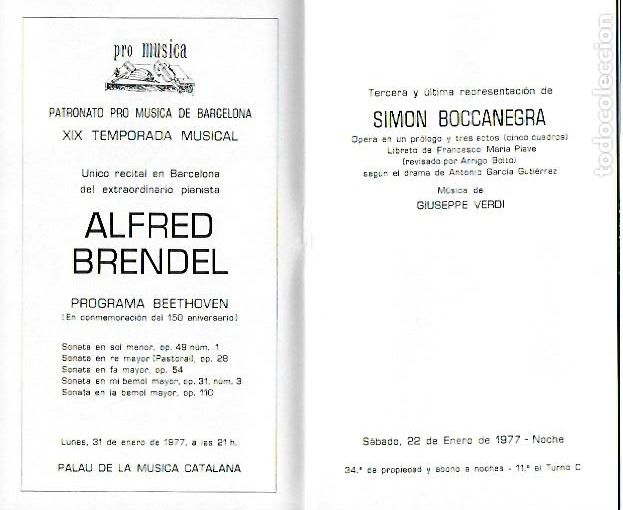 pro musica
PATRONATO PRO MUSICA DE BARCELONA
XIX TEMPORADA MUSICAL
Unico recital en Barcelona
del extraordinario pianista
ALFRED
BRENDEL
PROGRAMA BEETHOVEN
(En conmemoración del 150 aniversario)
Sonata en sol menor, op. 49 núm. 1
Sonata en re mayor (Pastoral), op. 28
Sonata en fa mayor, op. 54
Sonata en mi bemol mayor, op. 31, núm. 3
Sonata en la bemol mayor, op. 110
Lunes, 31 de enero de 1977, a las 21 h.
PALAU DE LA MUSICA CATALANA
Tercera y última representación de
SIMON BOCCANEGRA
Opera en un prólogo y tres actos (cinco cuadros)
Libreto de Francesco Maria Piave
(revisado por Arrigo Boito)
según el drama de Antonio García Gutiérrez
Música de
GIUSEPPE VERDI
Sábado, 22 de Enero de 1977 - Noche
34.ª de propiedad y abono a noches - 11.ª al Turno C
todocoleccion